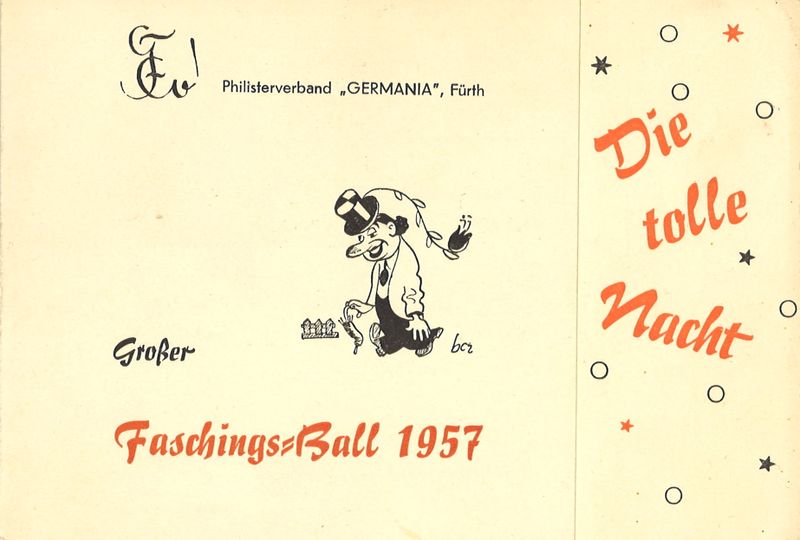 Philisterverband „GERMANIA", Fürth
Großer
Faschings=Ball 1957
Die
tolle
Nacht